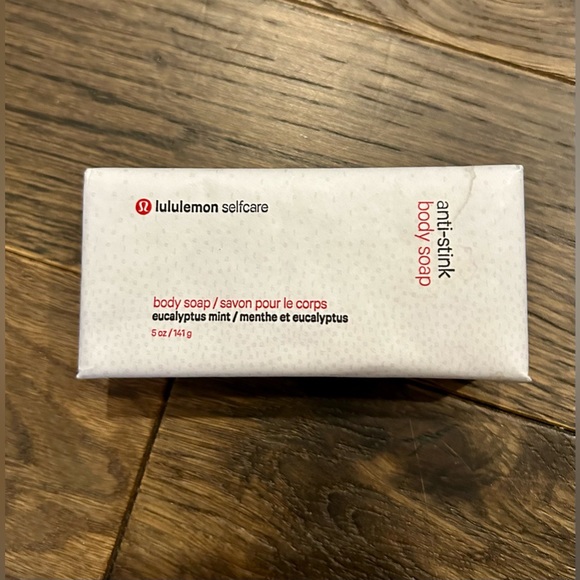 lululemon selfcare
anti-stink
body soap
body soap / savon pour le corps
eucalyptus mint / menthe et eucalyptus
5 oz / 141 g